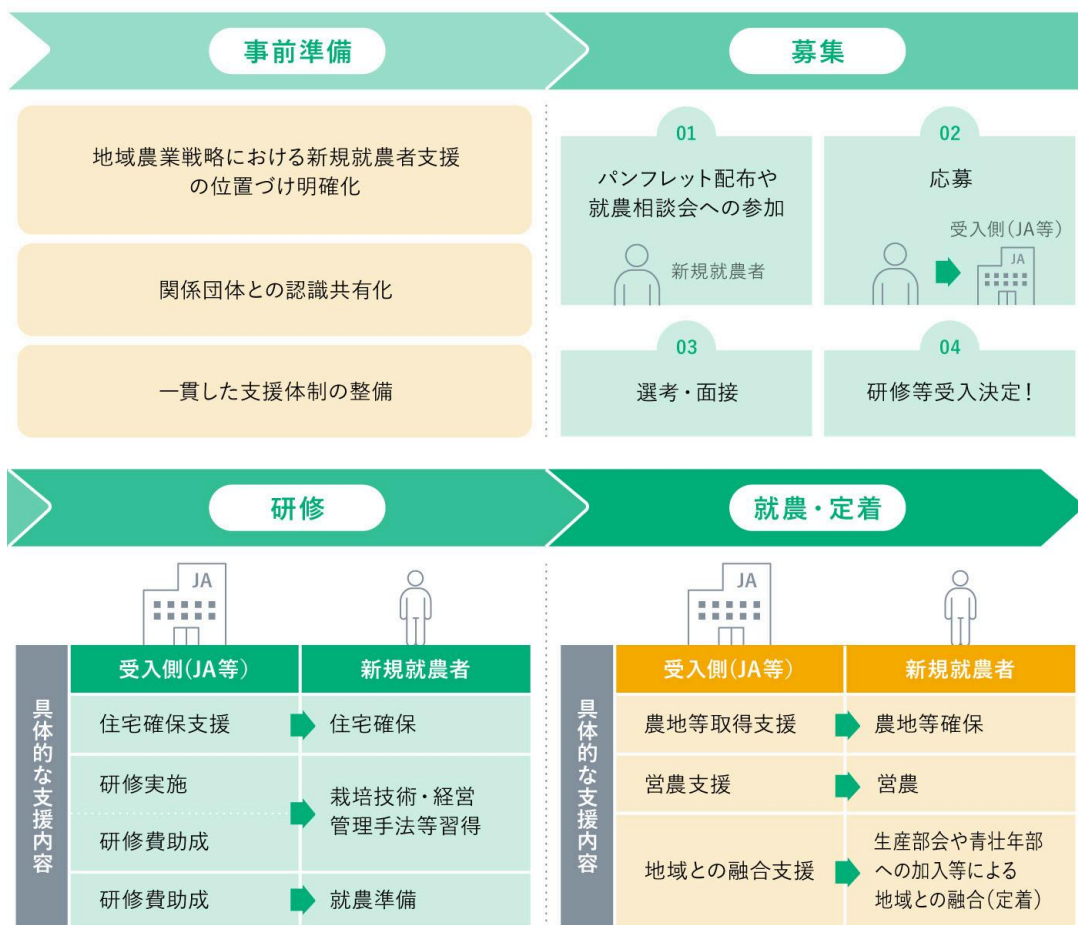 事前準備
地域農業戦略における新規就農者支援
の位置づけ明確化
関係団体との認識共有化
一貫した支援体制の整備
募集
01
パンフレット配布や
就農相談会への参加
新規就農者
02
応募
受入側(JA等)
JA
03
選考・面接
04
研修等受入決定!
研修
JA
具体的な支援内容
受入側(JA等)
新規就農者
住宅確保支援
住宅確保
研修実施
研修費助成
栽培技術・経営
管理手法等習得
研修費助成
就農準備
就農・定着
JA
具体的な支援内容
受入側(JA等)
新規就農者
農地等取得支援
農地等確保
営農支援
営農
地域との融合支援
生産部会や青壮年部
への加入等による
地域との融合(定着)